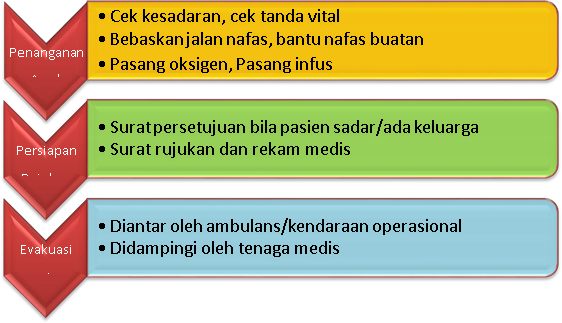 Penanganan
• Cek kesadaran, cek tanda vital
• Bebaskan jalan nafas, bantu nafas buatan
• Pasang oksigen, Pasang infus
Persiapan
• Surat persetujuan bila pasien sadar/ada keluarga
• Surat rujukan dan rekam medis
Evakuasi
• Diantar oleh ambulans/kendaraan operasional
• Didampingi oleh tenaga medis